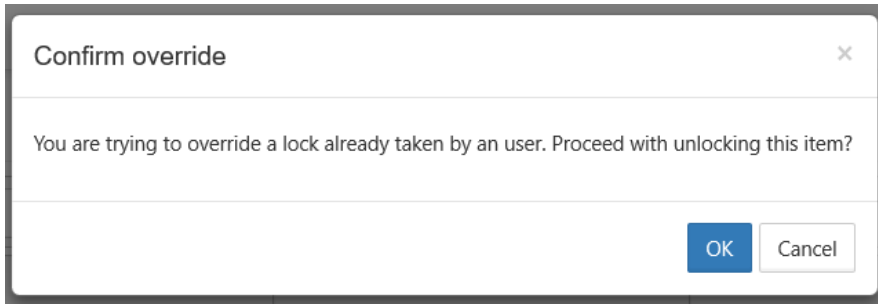 Confirm override
×
You are trying to override a lock already taken by an user. Proceed with unlocking this item?
OK
Cancel